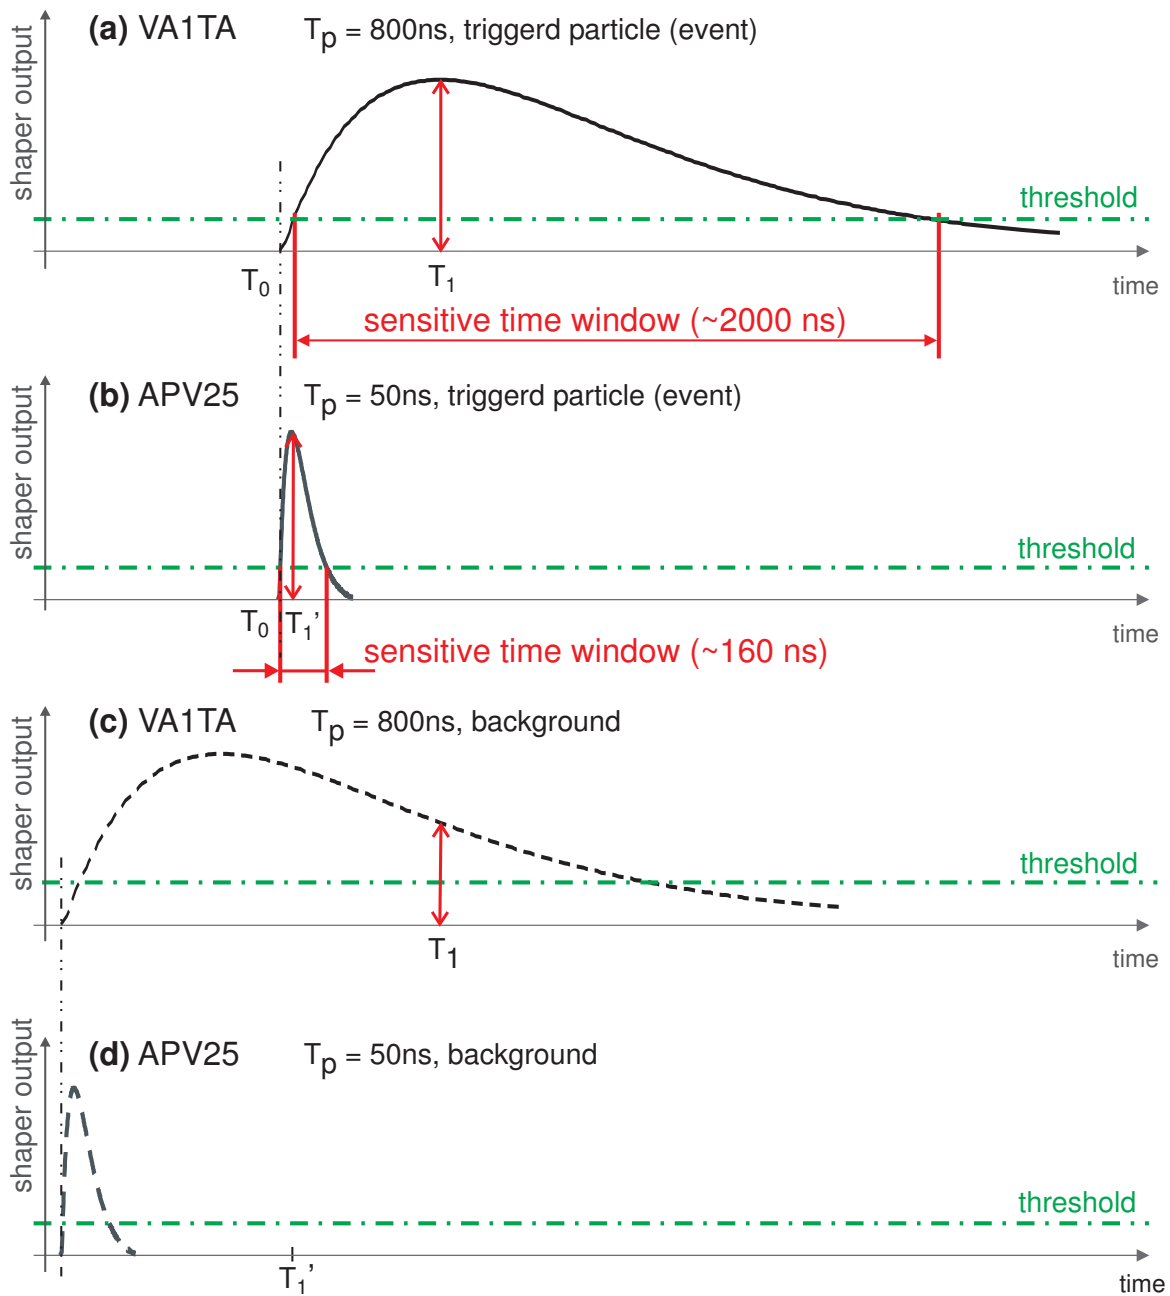 (a) VA1TA
Tp = 800ns, triggerd particle (event)
shaper output
threshold
T0
T1
time
sensitive time window (~2000 ns)
(b) APV25
Tp = 50ns, triggerd particle (event)
shaper output
threshold
T0
T1'
time
sensitive time window (~160 ns)
(c) VA1TA
Tp = 800ns, background
shaper output
threshold
T1
time
(d) APV25
Tp = 50ns, background
shaper output
threshold
T1'
time